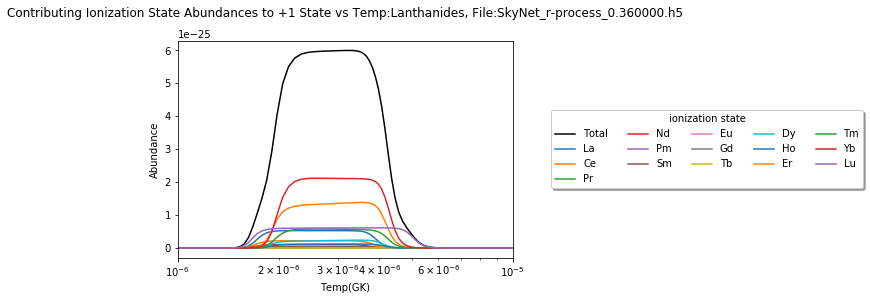 Contributing Ionization State Abundances to +1 State vs Temp:Lanthanides, File:SkyNet_r-process_0.360000.h5
1e−25
6
5
4
3
2
1
0
Abundance
10⁻⁶
2 × 10⁻⁶
3 × 10⁻⁶
4 × 10⁻⁶
6 × 10⁻⁶
10⁻⁵
Temp(GK)
ionization state
Total Nd Eu Dy Tm
La Pm Gd Ho Yb
Ce Sm Tb Er Lu
Pr